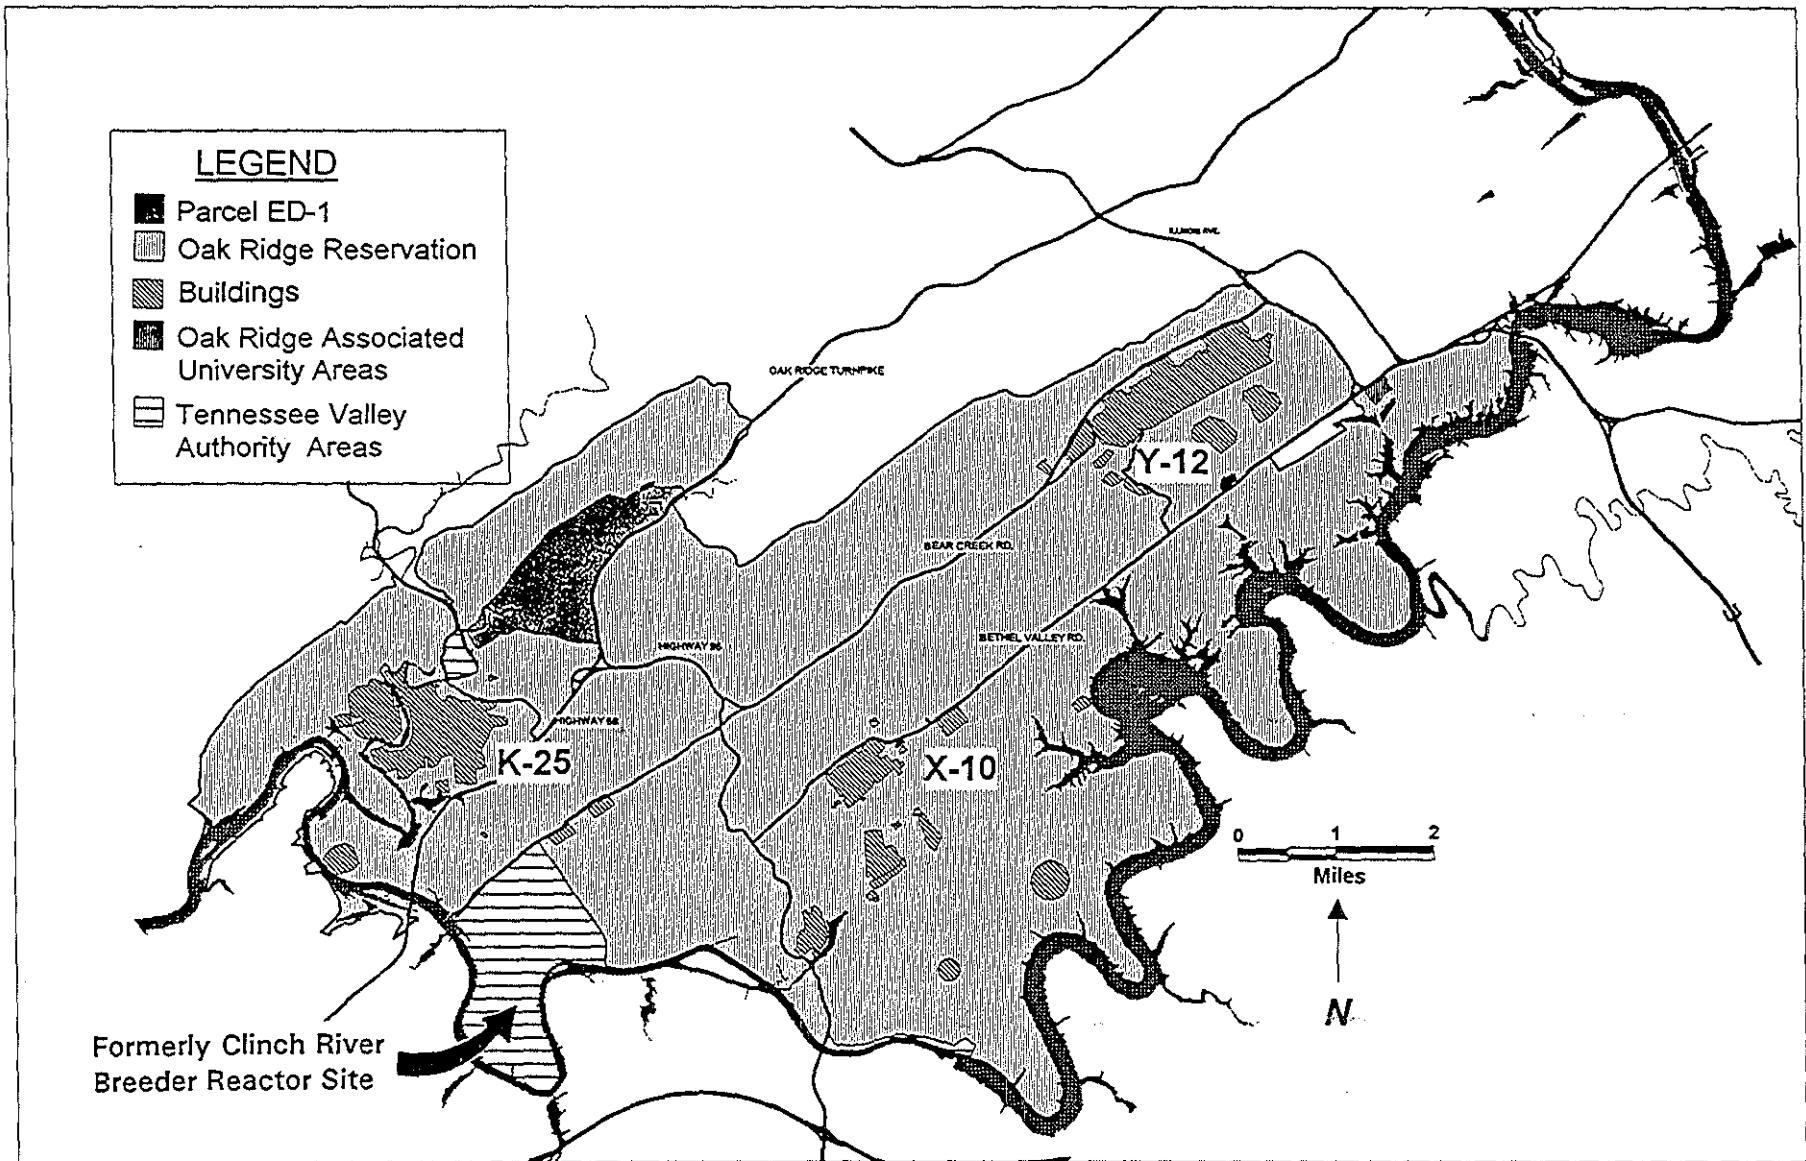 LEGEND
Parcel ED-1
Oak Ridge Reservation
Buildings
Oak Ridge Associated
University Areas
Tennessee Valley
Authority Areas
ILLINOIS AVE.
OAK RIDGE TURNPIKE
Y-12
BEAR CREEK RD.
BETHEL VALLEY RD.
HIGHWAY 95
HIGHWAY 58
K-25
X-10
0 1 2
Miles
N
Formerly Clinch River
Breeder Reactor Site